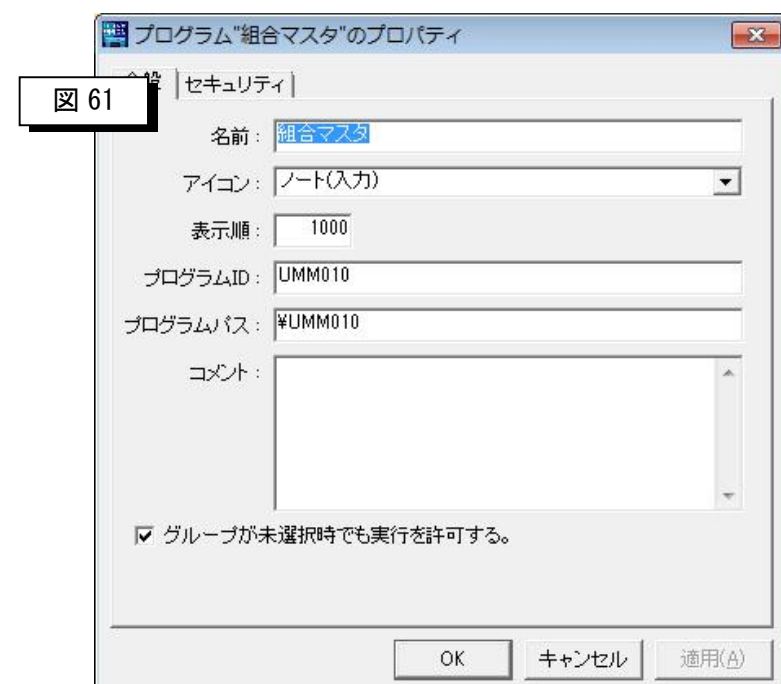 プログラム"組合マスタ"のプロパティ
セキュリティ
図 61
名前：組合マスタ
アイコン：ノート(入力)
表示順：1000
プログラムID：UMM010
プログラムパス：¥UMM010
コメント：
グループが未選択時でも実行を許可する。
OK キャンセル 適用(A)